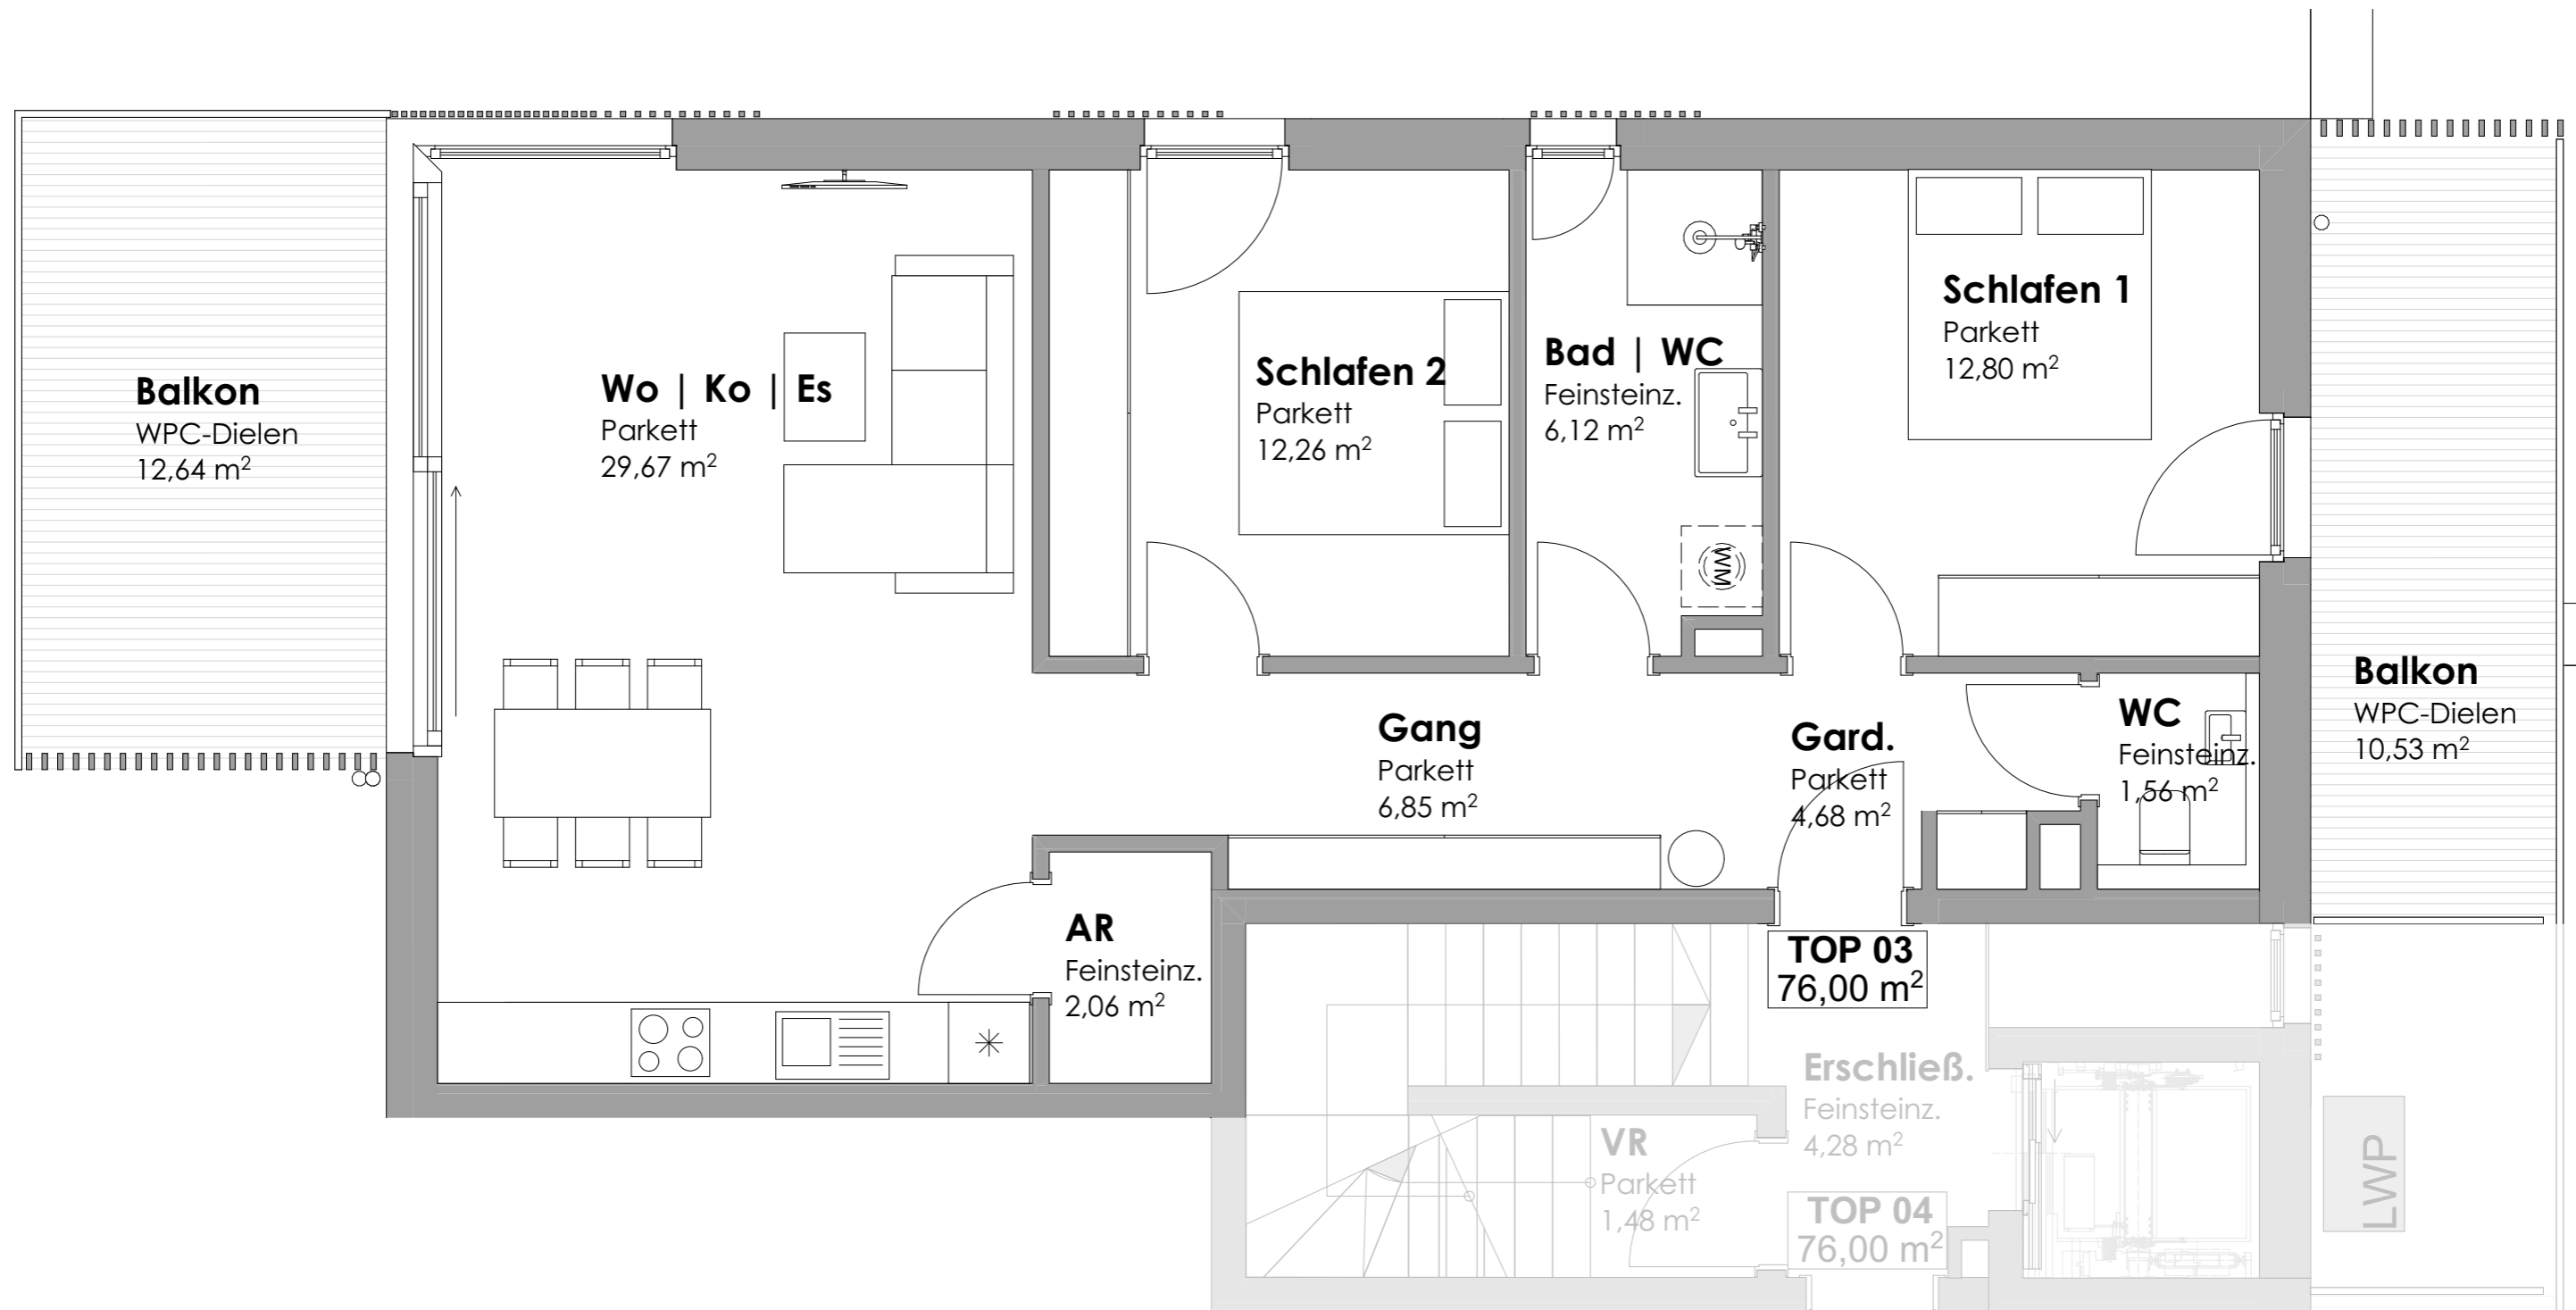 Balkon
WPC-Dielen
12,64 m²
Wo | Ko | Es
Parkett
29,67 m²
Schlafen 2
Parkett
12,26 m²
Bad | WC
Feinsteinz.
6,12 m²
WM
Schlafen 1
Parkett
12,80 m²
Gang
Parkett
6,85 m²
Gard.
Parkett
4,68 m²
WC
Feinsteinz.
1,56 m²
Balkon
WPC-Dielen
10,53 m²
AR
Feinsteinz.
2,06 m²
TOP 03
76,00 m²
Erschließ.
Feinsteinz.
4,28 m²
VR
Parkett
1,48 m²
TOP 04
76,00 m²
LWP